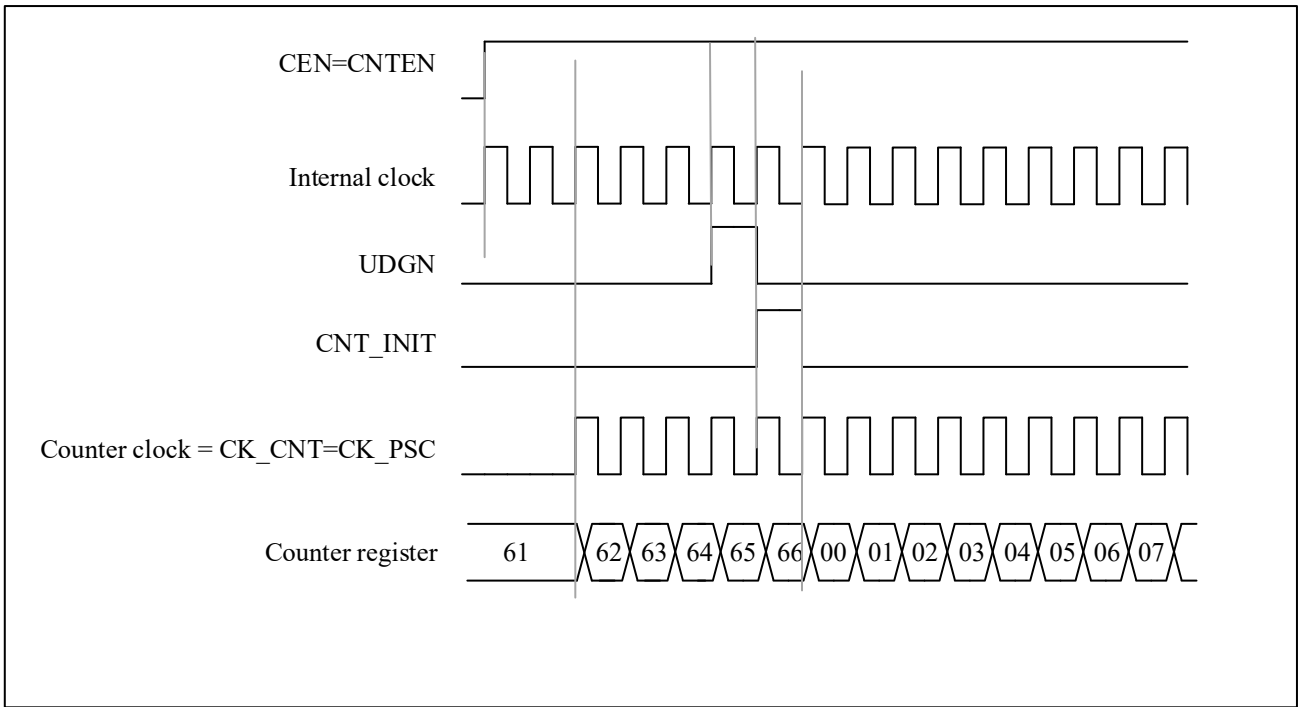 CEN=CNTEN
Internal clock
UDGN
CNT_INIT
Counter clock = CK_CNT=CK_PSC
Counter register 61 62 63 64 65 66 00 01 02 03 04 05 06 07